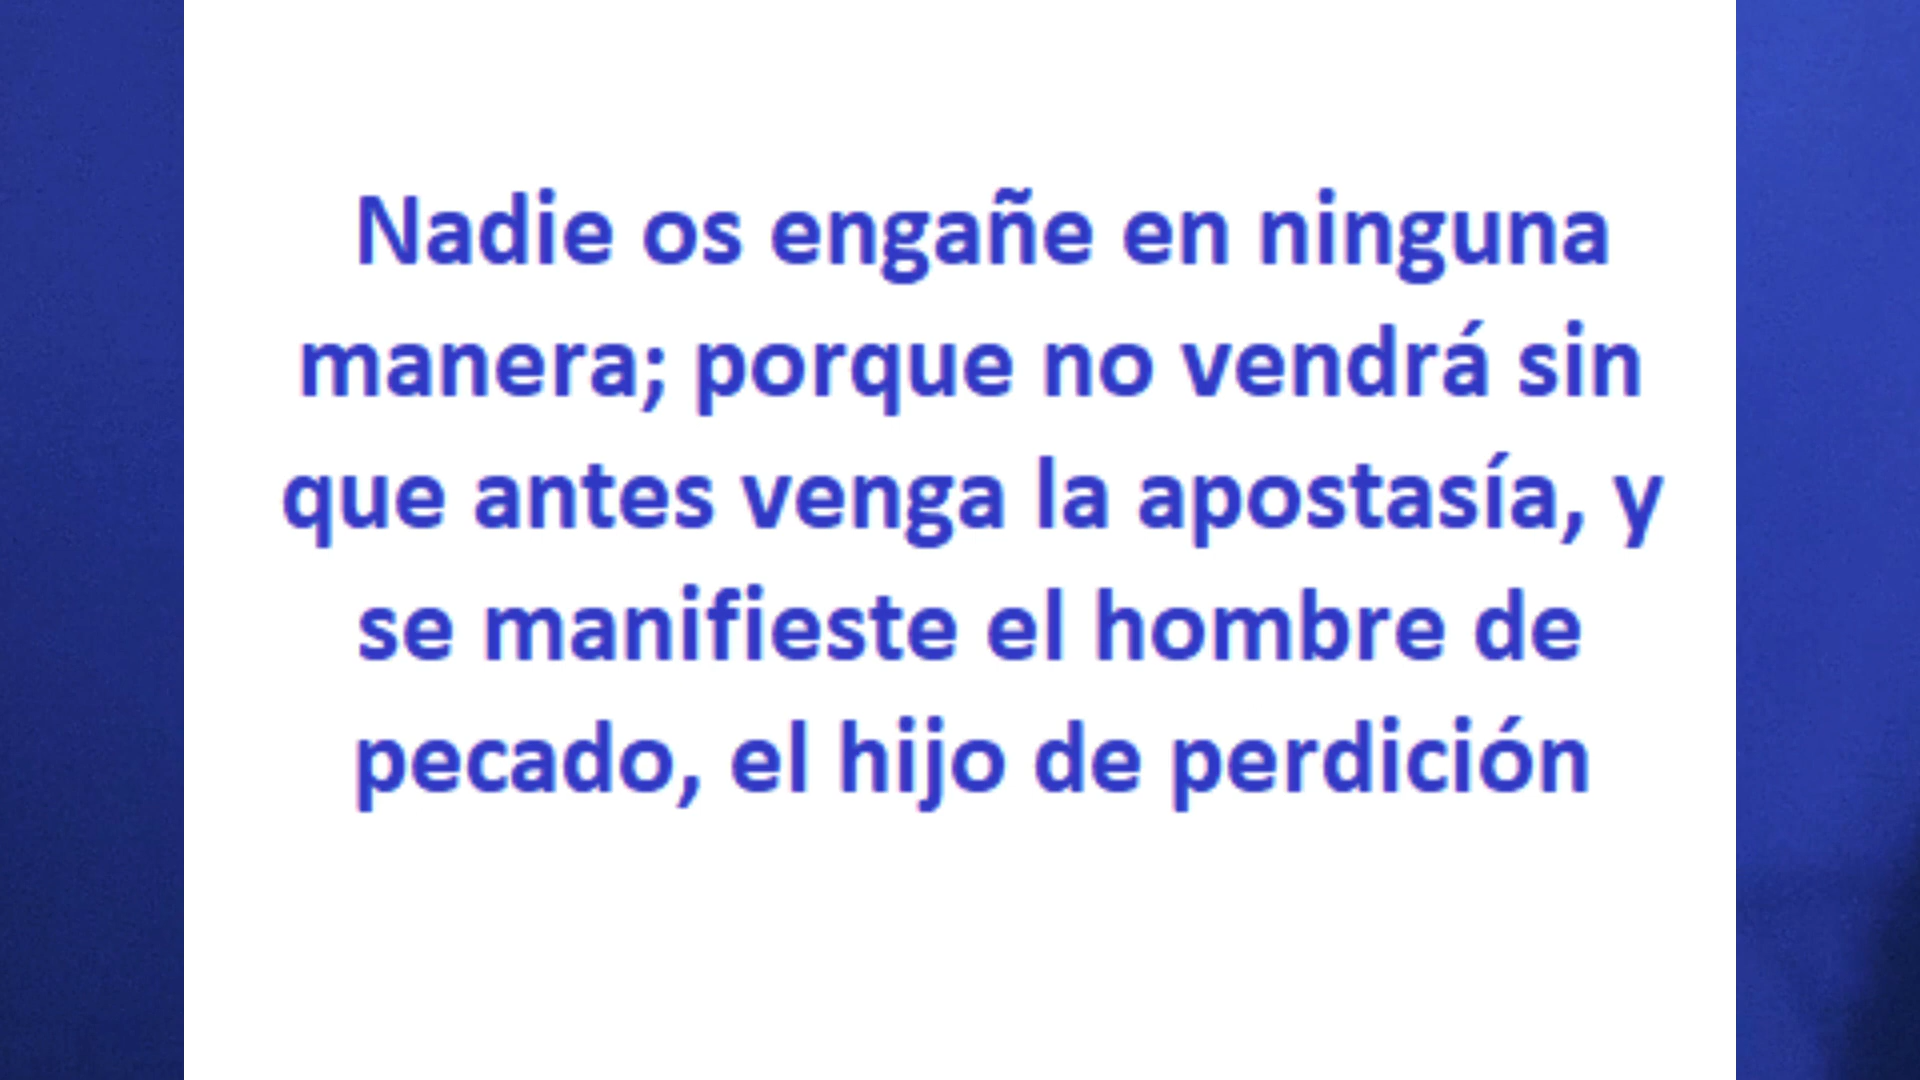 Nadie os engañe en ninguna
manera; porque no vendrá sin
que antes venga la apostasía, y
se manifieste el hombre de
pecado, el hijo de perdición